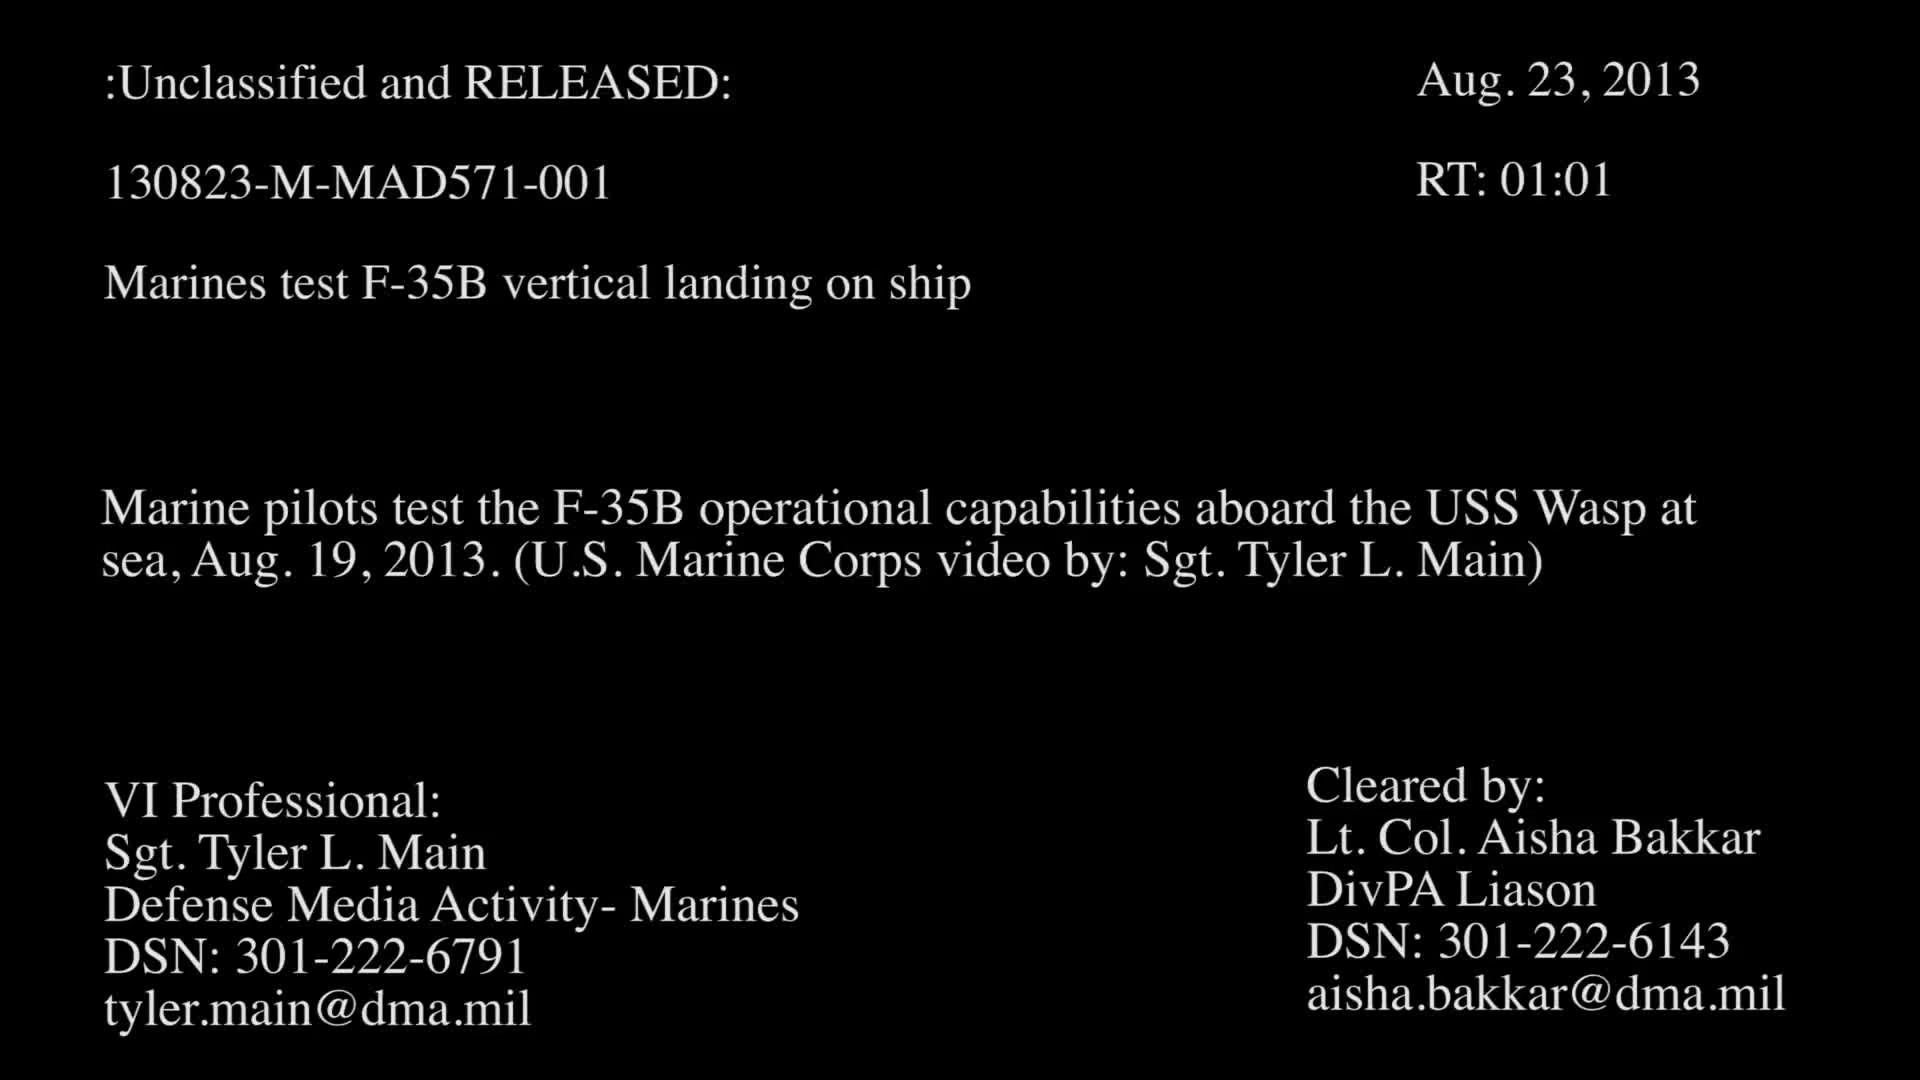 :Unclassified and RELEASED:
Aug. 23, 2013
130823-M-MAD571-001
RT: 01:01
Marines test F-35B vertical landing on ship
Marine pilots test the F-35B operational capabilities aboard the USS Wasp at
sea, Aug. 19, 2013. (U.S. Marine Corps video by: Sgt. Tyler L. Main)
VI Professional:
Sgt. Tyler L. Main
Defense Media Activity- Marines
DSN: 301-222-6791
tyler.main@dma.mil
Cleared by:
Lt. Col. Aisha Bakkar
DivPA Liason
DSN: 301-222-6143
aisha.bakkar@dma.mil